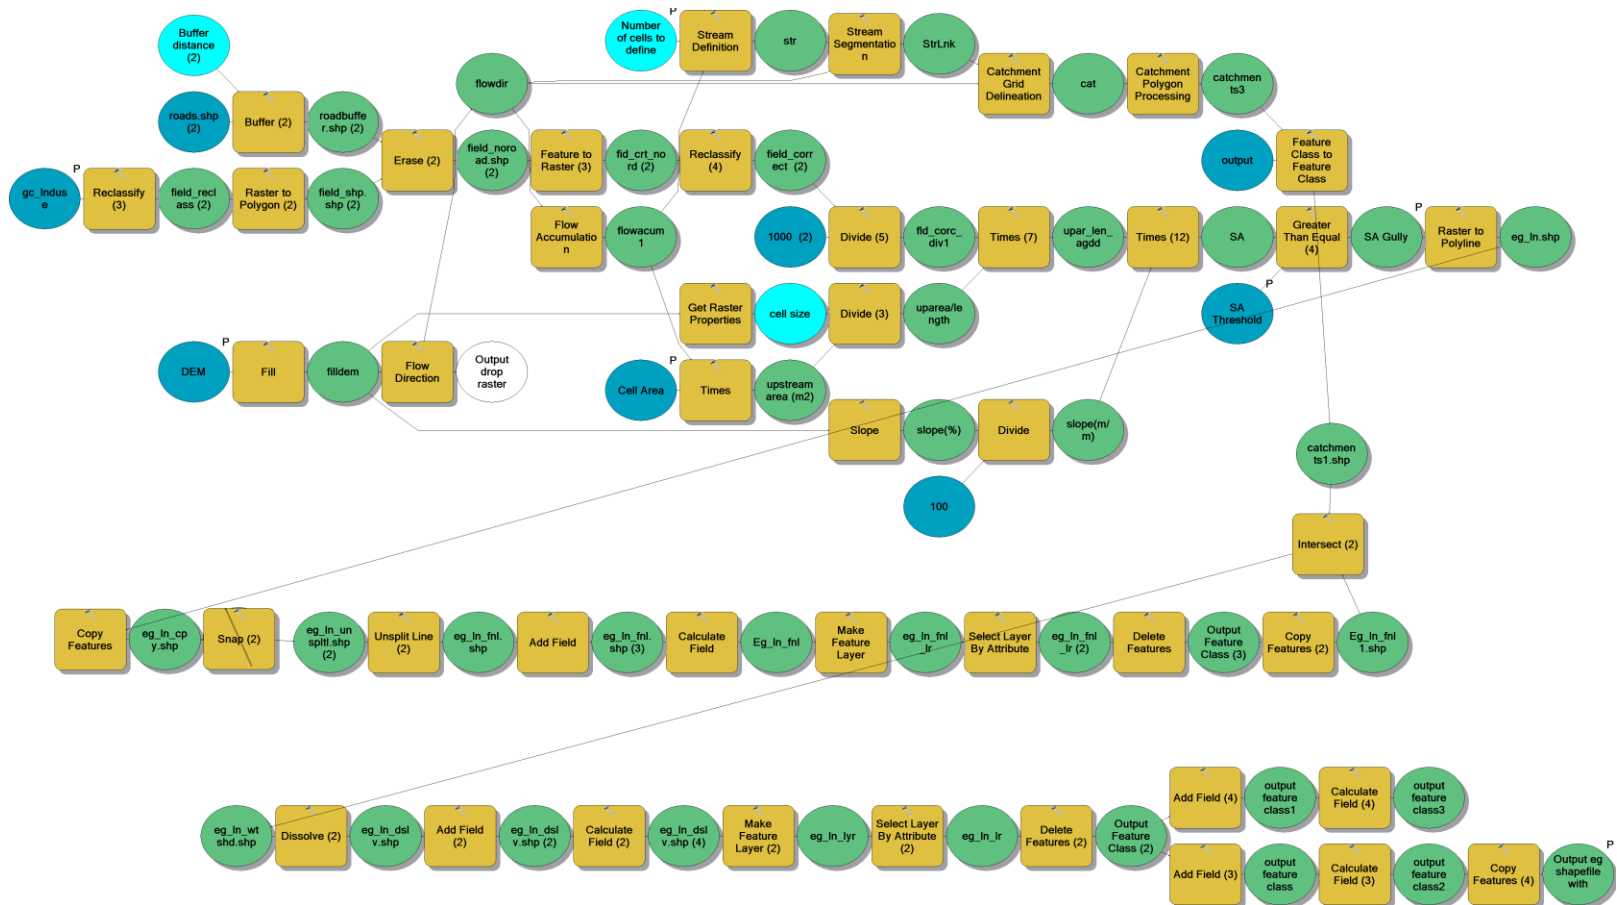 P
Buffer
distance
(2)
Number
of cells to
define
Stream
Definition
str
Stream
Segmentatio
n
StrLnk
flowdir
Catchment
Grid
Delineation
cat
Catchment
Polygon
Processing
catchmen
ts3
roads.shp
(2)
Buffer (2)
roadbuffe
r.shp (2)
Erase (2)
field_noro
ad.shp
(2)
Feature to
Raster (3)
fid_crt_no
rd (2)
Reclassify
(4)
field_corr
ect (2)
output
Feature
Class to
Feature
Class
P
gc_lndus
e
Reclassify
(3)
field_recl
ass (2)
Raster to
Polygon (2)
field_shp.
shp (2)
Flow
Accumulatio
n
flowacum
1
1000 (2)
Divide (5)
fld_corc_
div1
Times (7)
upar_len_
agdd
Times (12)
SA
Greater
Than Equal
(4)
SA Gully
P
Raster to
Polyline
eg_ln.shp
Get Raster
Properties
cell size
Divide (3)
uparea/le
ngth
P
SA
Threshold
P
DEM
Fill
filldem
Flow
Direction
Output
drop
raster
P
Cell Area
Times
upstream
area (m2)
Slope
slope(%)
Divide
slope(m/
m)
100
catchmen
ts1.shp
Intersect (2)
Copy
Features
eg_ln_cp
y.shp
Snap (2)
eg_ln_un
spltl.shp
(2)
Unsplit Line
(2)
eg_ln_fnl.
shp
Add Field
eg_ln_fnl.
shp (3)
Calculate
Field
Eg_ln_fnl
Make
Feature
Layer
eg_ln_fnl
_lr
Select Layer
By Attribute
eg_ln_fnl
_lr (2)
Delete
Features
Output
Feature
Class (3)
Copy
Features (2)
Eg_ln_fnl
1.shp
eg_ln_wt
shd.shp
Dissolve (2)
eg_ln_dsl
v.shp
Add Field
(2)
eg_ln_dsl
v.shp (2)
Calculate
Field (2)
eg_ln_dsl
v.shp (4)
Make
Feature
Layer (2)
eg_ln_lyr
Select Layer
By Attribute
(2)
eg_ln_lr
Delete
Features (2)
Output
Feature
Class (2)
Add Field (4)
output
feature
class1
Calculate
Field (4)
output
feature
class3
Add Field (3)
output
feature
class
Calculate
Field (3)
output
feature
class2
Copy
Features (4)
P
Output eg
shapefile
with